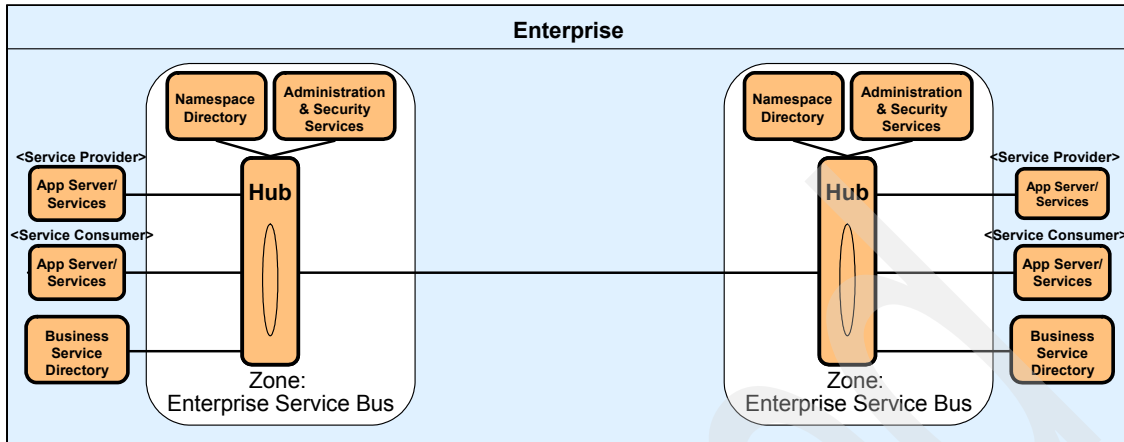 Enterprise
Namespace
Directory
Administration
& Security
Services
<Service Provider>
App Server/
Services
<Service Consumer>
App Server/
Services
Business
Service
Directory
Hub
Zone:
Enterprise Service Bus
Namespace
Directory
Administration
& Security
Services
Hub
Zone:
Enterprise Service Bus
<Service Provider>
App Server/
Services
<Service Consumer>
App Server/
Services
Business
Service
Directory